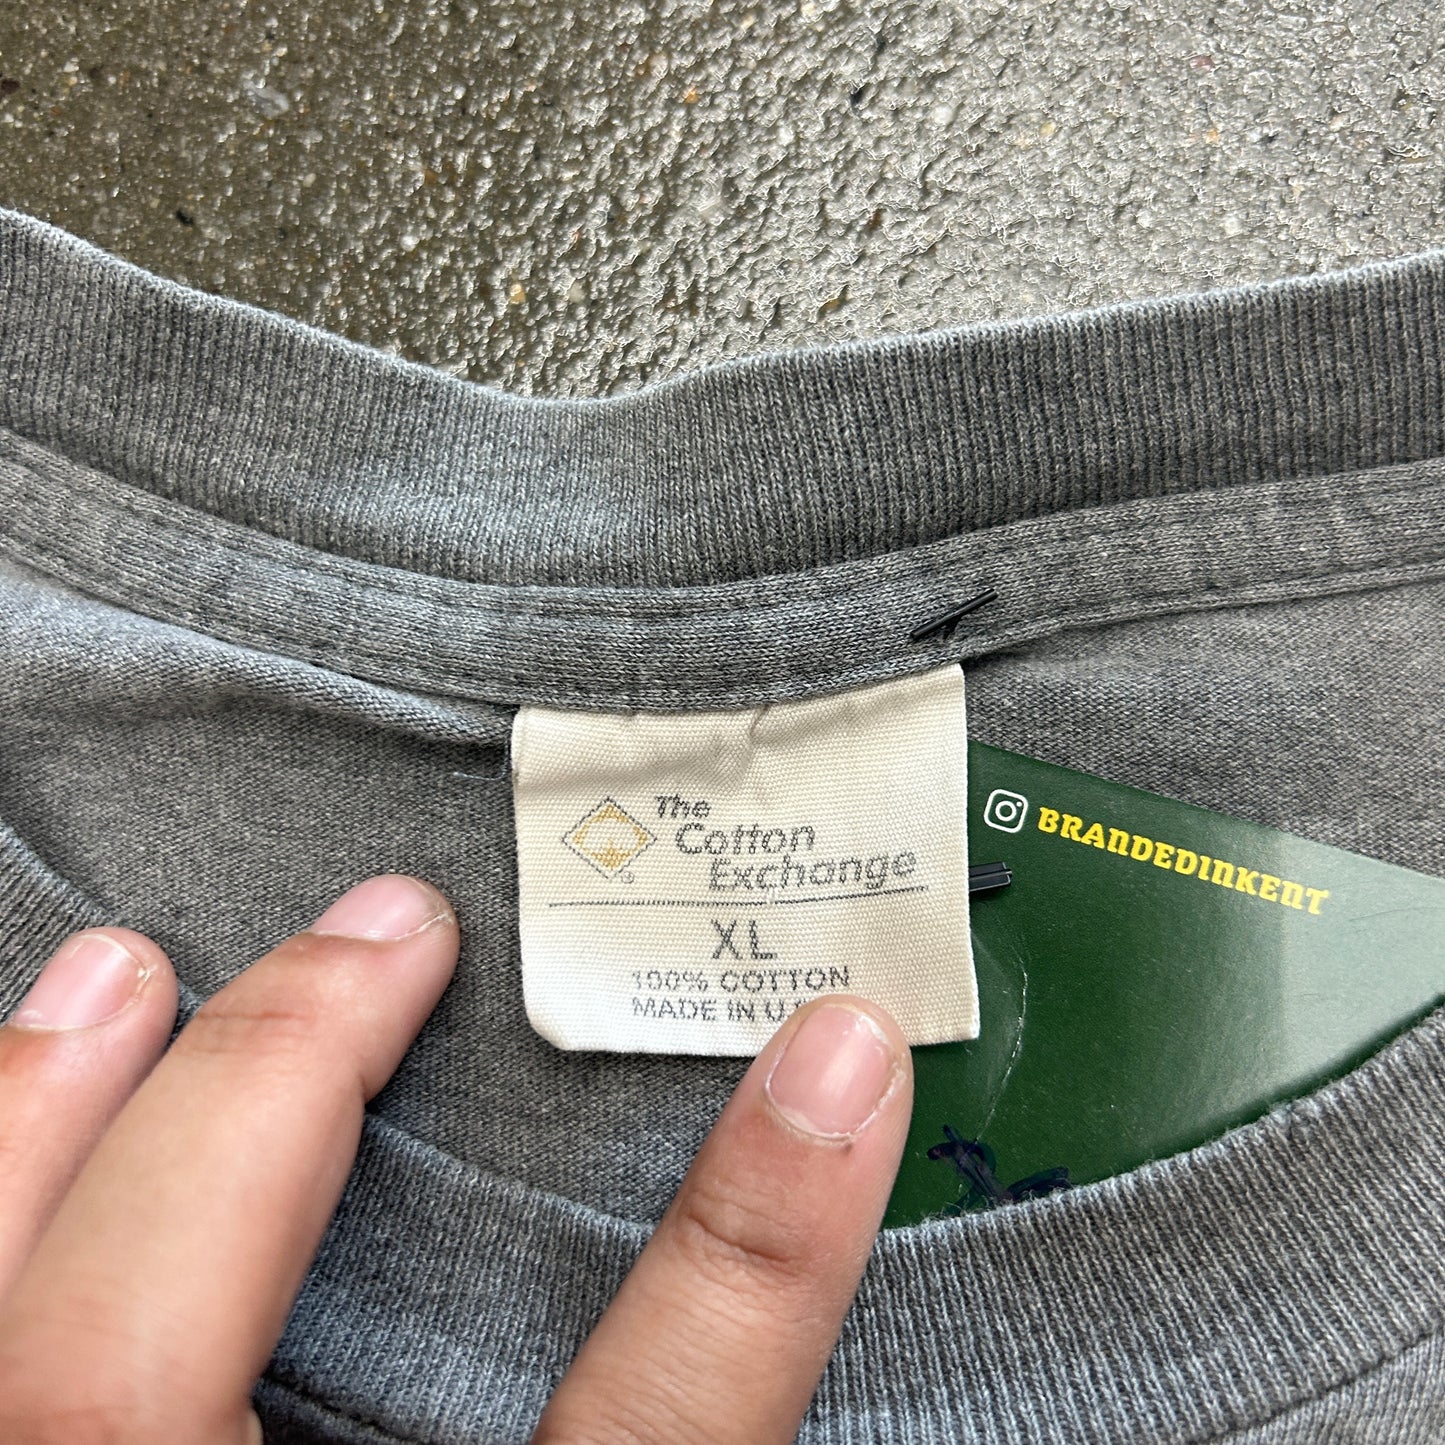 The
Cotton
Exchange
XL
100% COTTON
MADE IN U.S
BRANDEDINKENT